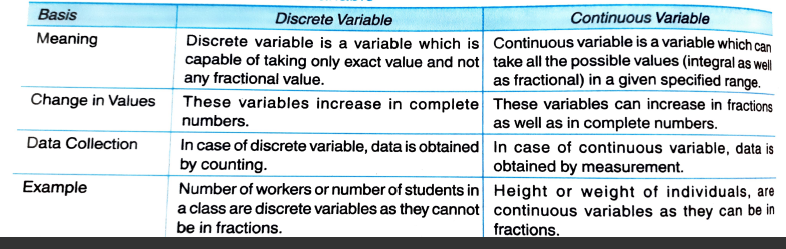 Basis Discrete Variable Continuous Variable
Meaning Discrete variable is a variable which is Continuous variable is a variable which can
capable of taking only exact value and not take all the possible values (integral as well
any fractional value. as fractional) in a given specified range.
Change in Values These variables increase in complete These variables can increase in fractions
numbers. as well as in complete numbers.
Data Collection In case of discrete variable, data is obtained In case of continuous variable, data is
by counting. obtained by measurement.
Example Number of workers or number of students in Height or weight of individuals, are
a class are discrete variables as they cannot continuous variables as they can be in
be in fractions. fractions.